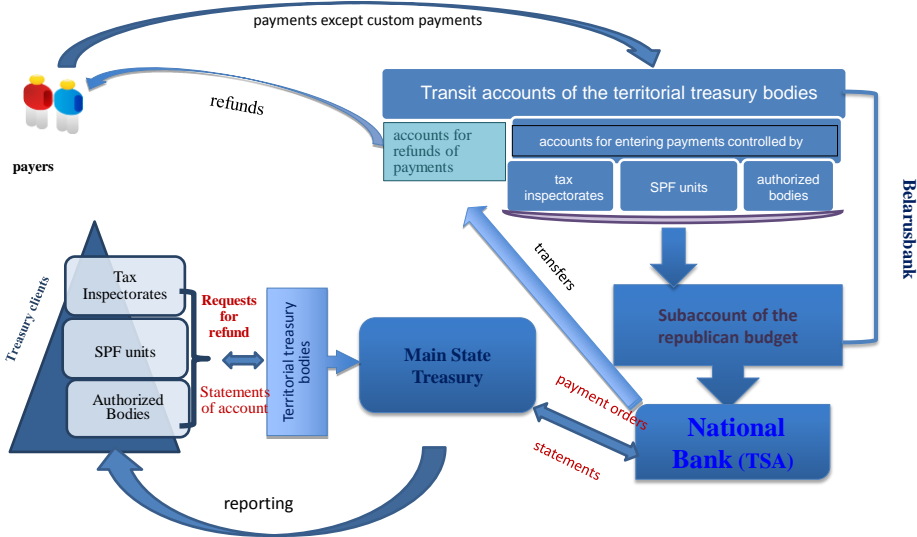 payments except custom payments
refunds
payers
Transit accounts of the territorial treasury bodies
accounts for
refunds of
payments
accounts for entering payments controlled by
tax
inspectorates
SPF units
authorized
bodies
Belarusbank
transfers
Subaccount of the
republican budget
Treasury clients
Tax
Inspectorates
SPF units
Authorized
Bodies
Requests
for
refund
Statements
of account
Territorial treasury
bodies
Main State
Treasury
payment orders
statements
National
Bank (TSA)
reporting